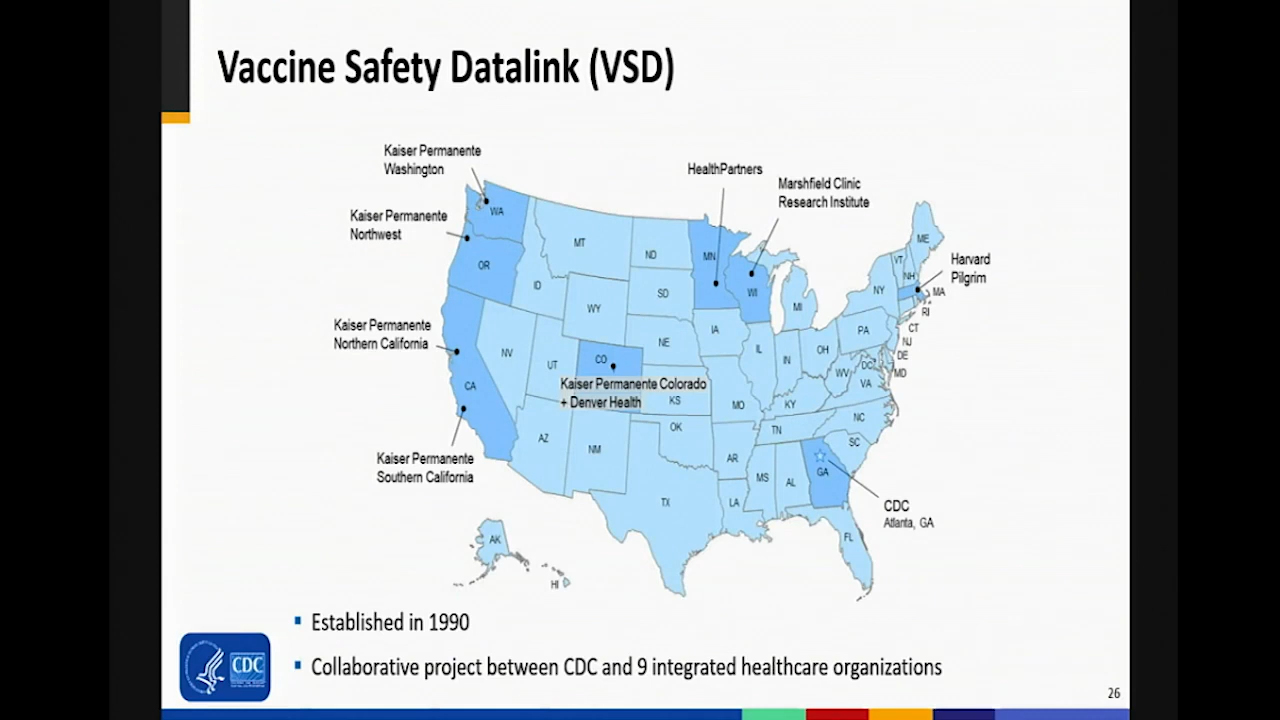 Vaccine Safety Datalink (VSD)
Kaiser Permanente
Washington
HealthPartners
Marshfield Clinic
Research Institute
Kaiser Permanente
Northwest
Harvard
Pilgrim
Kaiser Permanente
Northern California
Kaiser Permanente Colorado
+ Denver Health
Kaiser Permanente
Southern California
CDC
Atlanta, GA
WA
OR
CA
MT
ID
WY
NV
UT
CO
AZ
NM
ND
SD
NE
KS
OK
TX
MN
IA
MO
AR
LA
WI
IL
MI
IN
OH
KY
TN
MS
AL
GA
FL
SC
NC
VA
WV
DC
PA
NY
VT
NH
ME
MA
RI
CT
NJ
DE
MD
AK
HI
▪ Established in 1990
▪ Collaborative project between CDC and 9 integrated healthcare organizations
CDC
26